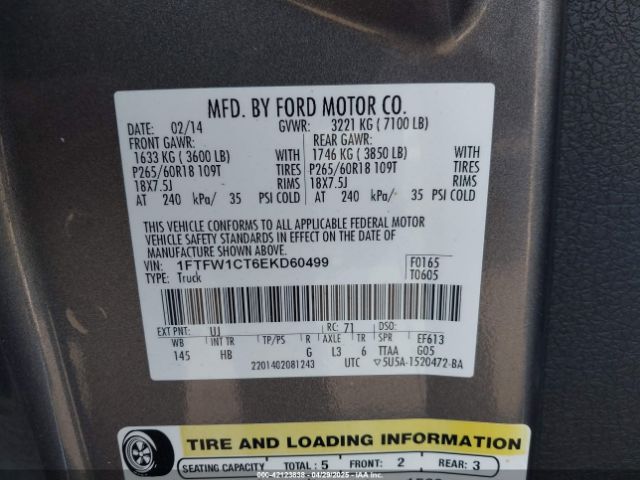 MFD. BY FORD MOTOR CO.
DATE: 02/14 GVWR: 3221 KG ( 7100 LB)
FRONT GAWR: REAR GAWR:
1633 KG ( 3600 LB) WITH 1746 KG ( 3850 LB) WITH
P265/60R18 109T TIRES P265/60R18 109T TIRES
18X7.5J RIMS 18X7.5J RIMS
AT 240 kPa/ 35 PSI COLD AT 240 kPa/ 35 PSI COLD
THIS VEHICLE CONFORMS TO ALL APPLICABLE FEDERAL MOTOR
VEHICLE SAFETY STANDARDS IN EFFECT ON THE DATE OF
MANUFACTURE SHOWN ABOVE.
VIN: 1FTFW1CT6EKD60499 F0165
TYPE: Truck T0605
EXT PNT: UJ RC: 71 DSO:
WB INT TR TP/PS R AXLE TR SPR EF613
145 HB G L3 6 TTAA G05
2201402081243 UTC ▽5U5A-1520472-BA
TIRE AND LOADING INFORMATION
SEATING CAPACITY TOTAL : 5 FRONT: 2 REAR: 3
000-42123838 - 04/29/2025 - IAAI.COM